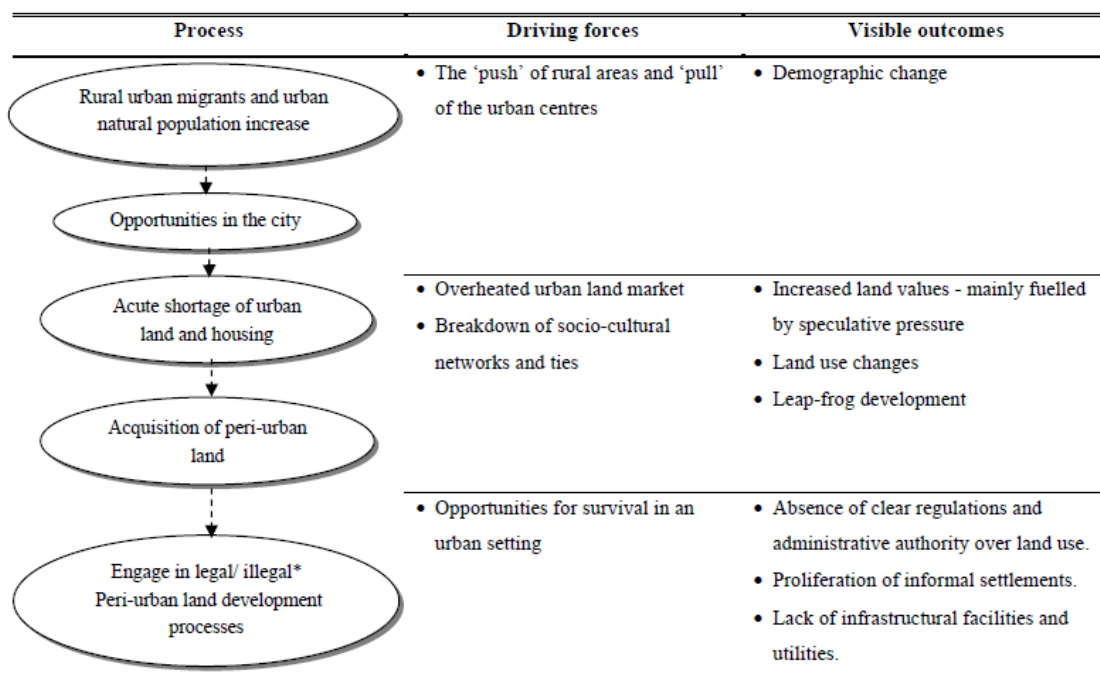 Process
Driving forces
Visible outcomes
Rural urban migrants and urban
natural population increase
• The ‘push’ of rural areas and ‘pull’
of the urban centres
• Demographic change
Opportunities in the city
Acute shortage of urban
land and housing
• Overheated urban land market
• Breakdown of socio-cultural
networks and ties
• Increased land values - mainly fuelled
by speculative pressure
• Land use changes
• Leap-frog development
Acquisition of peri-urban
land
Engage in legal/ illegal*
Peri-urban land development
processes
• Opportunities for survival in an
urban setting
• Absence of clear regulations and
administrative authority over land use.
• Proliferation of informal settlements.
• Lack of infrastructural facilities and
utilities.